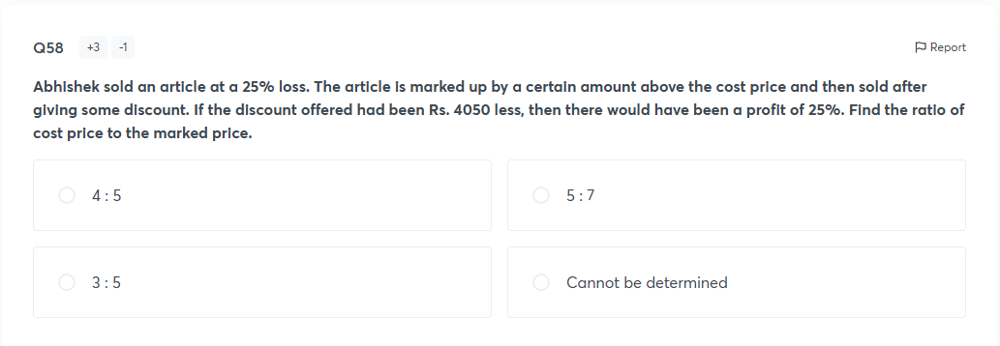 Q58 +3 -1 Report
Abhishek sold an article at a 25% loss. The article is marked up by a certain amount above the cost price and then sold after
giving some discount. If the discount offered had been Rs. 4050 less, then there would have been a profit of 25%. Find the ratio of
cost price to the marked price.
4 : 5
5 : 7
3 : 5
Cannot be determined